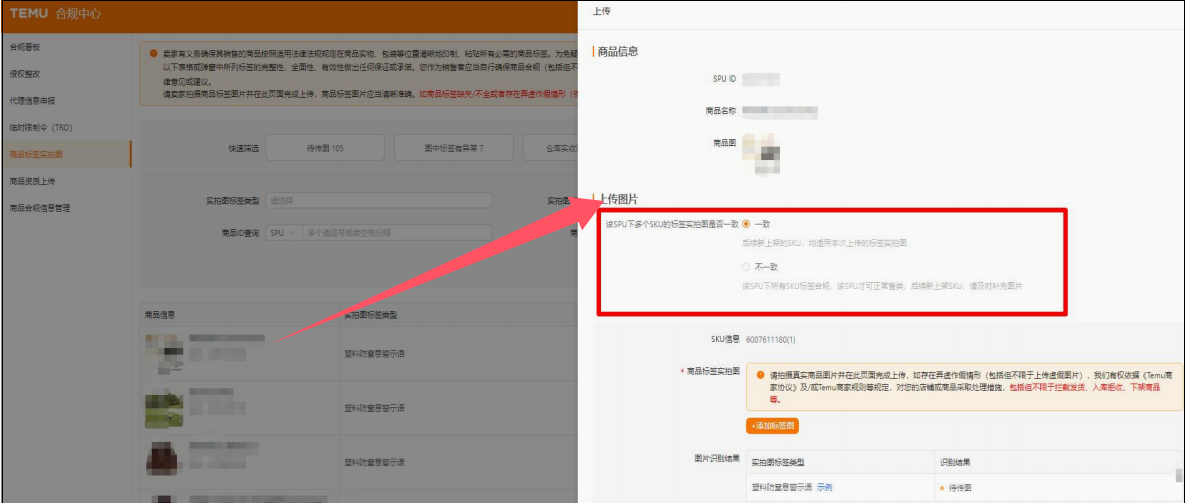 TEMU 合规中心
合规看板
侵权整改
代理信息申报
临时限制令（TRO）
商品标签实拍图
商品资质上传
商品合规信息管理
卖家有义务确保其销售的商品按照适用法律法规规定在商品实物、包装等位置清晰地印制、粘贴所有必需的商品标签。为免疑
以下表格或弹窗中所列标签的完整性、全面性、有效性做出任何保证或承诺。您作为销售者应当自行确保商品合规（包括但不
律意见或建议。
请卖家拍摄商品标签图片并在此页面完成上传，商品标签图片应当清晰准确。如商品标签缺失/不全或者存在弄虚作假情形（
快速筛选
待传图 105
图中标签有异常 7
仓库实收
实拍图标签类型
请选择
实拍图
商品ID查询
SPU
多个请逗号或者空格分隔
商品信息
实拍图标签类型
塑料防窒息警示语
塑料防窒息警示语
塑料防窒息警示语
上传
商品信息
SPU ID
商品名称
商品图
上传图片
该SPU下多个SKU的标签实拍图是否一致
一致
后续新上架的SKU，均适用本次上传的标签实拍图
不一致
该SPU下所有SKU标签合规，该SPU才可正常售卖，后续新上架SKU，请及时补充图片
SKU信息 6007611180(1)
* 商品标签实拍图
请拍摄真实商品图片并在此页面完成上传，如存在弄虚作假情形（包括但不限于上传虚假图片），我们有权依据《Temu商
家协议》及/或Temu商家规则等规定，对您的店铺或商品采取处理措施，包括但不限于拦截发货、入库拒收、下架商品
等。
+添加标签图
图片识别结果
实拍图标签类型
识别结果
塑料防窒息警示语 示例
待传图